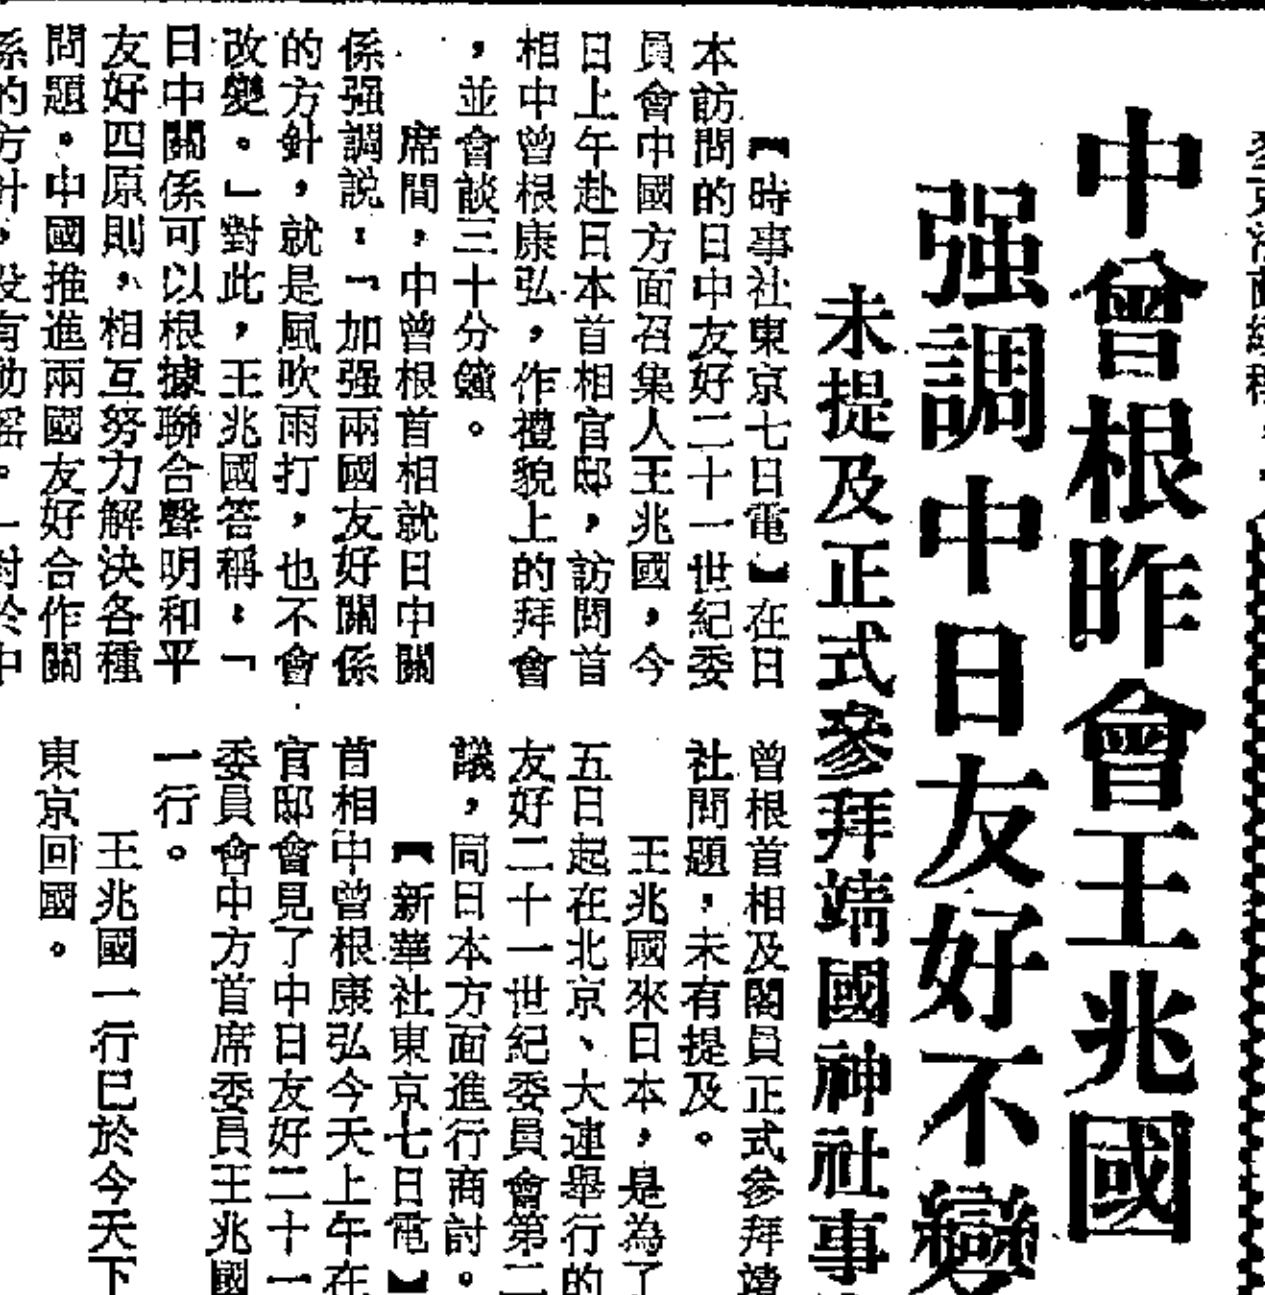 中曾根昨會王兆國
强調中日友好不變
未提及正式參拜靖國神社事
【時事社東京七日電】在日
本訪問的日中友好二十一世紀委
員會中國方面召集人王兆國，今
日上午赴日本首相官邸，訪問首
相中曾根康弘，作禮貌上的拜會
，並會談三十分鐘。
席間，中曾根首相就日中關
係强調説：「加强兩國友好關係
的方針，就是風吹雨打，也不會
改變。」對此，王兆國答稱：「
日中關係可以根據聯合聲明和平
友好四原則，相互努力解決各種
問題。中國推進兩國友好合作關
係的方針，没有動搖。」對於中
曾根首相及閣員正式參拜靖
社問題，未有提及。
王兆國來日本，是為了
五日起在北京、大連舉行的
友好二十一世紀委員會第二
議，同日本方面進行商討。
【新華社東京七日電】
首相中曾根康弘今天上午在
官邸會見了中日友好二十一
委員會中方首席委員王兆國
一行。
王兆國一行已於今天下
東京回國。